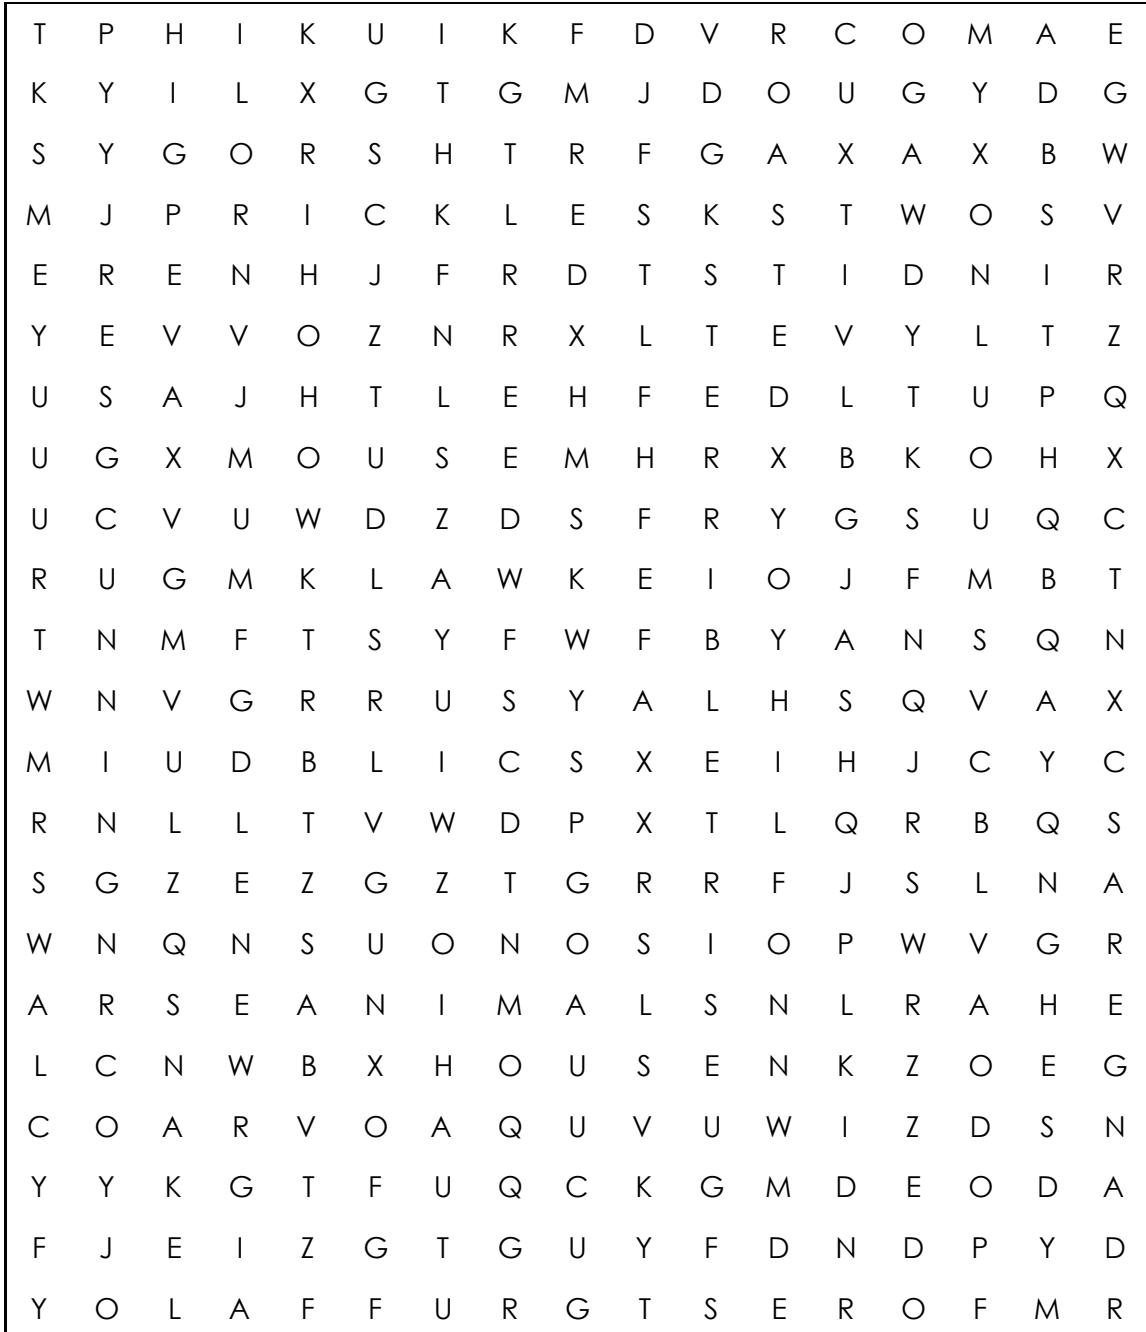 T P H I K U I K F D V R C O M A E
K Y I L X G T G M J D O U G Y D G
S Y G O R S H T R F G A X A X B W
M J P R I C K L E S K S T W O S V
E R E N H J F R D T S T I D N I R
Y E V V O Z N R X L T E V Y L T Z
U S A J H T L E H F E D L T U P Q
U G X M O U S E M H R X B K O H X
U C V U W D Z D S F R Y G S U Q C
R U G M K L A W K E I O J F M B T
T N M F T S Y F W F B Y A N S Q N
W N V G R R U S Y A L H S Q V A X
M I U D B L I C S X E I H J C Y C
R N L L T V W D P X T L Q R B Q S
S G Z E Z G Z T G R R F J S L N A
W N Q N S U O N O S I O P W V G R
A R S E A N I M A L S N L R A H E
L C N W B X H O U S E N K Z O E G
C O A R V O A Q U V U W I Z D S N
Y Y K G T F U Q C K G M D E O D A
F J E I Z G T G U Y F D N D P Y D
Y O L A F F U R G T S E R O F M R